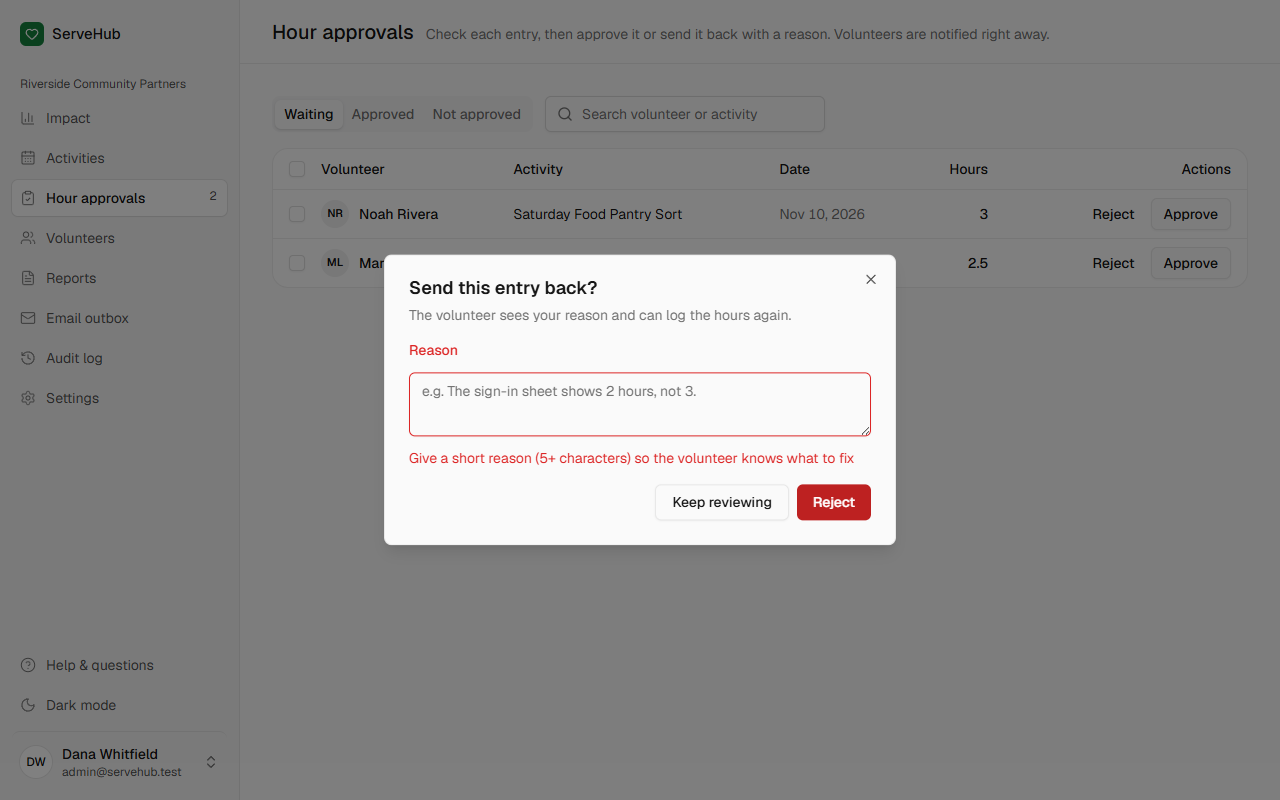 ServeHub
Riverside Community Partners
Impact
Activities
Hour approvals 2
Volunteers
Reports
Email outbox
Audit log
Settings
Help & questions
Dark mode
DW Dana Whitfield
admin@servehub.test
Hour approvals Check each entry, then approve it or send it back with a reason. Volunteers are notified right away.
Waiting Approved Not approved Search volunteer or activity
Volunteer Activity Date Hours Actions
NR Noah Rivera Saturday Food Pantry Sort Nov 10, 2026 3 Reject Approve
ML 2.5 Reject Approve
Send this entry back?
The volunteer sees your reason and can log the hours again.
Reason
e.g. The sign-in sheet shows 2 hours, not 3.
Give a short reason (5+ characters) so the volunteer knows what to fix
Keep reviewing Reject